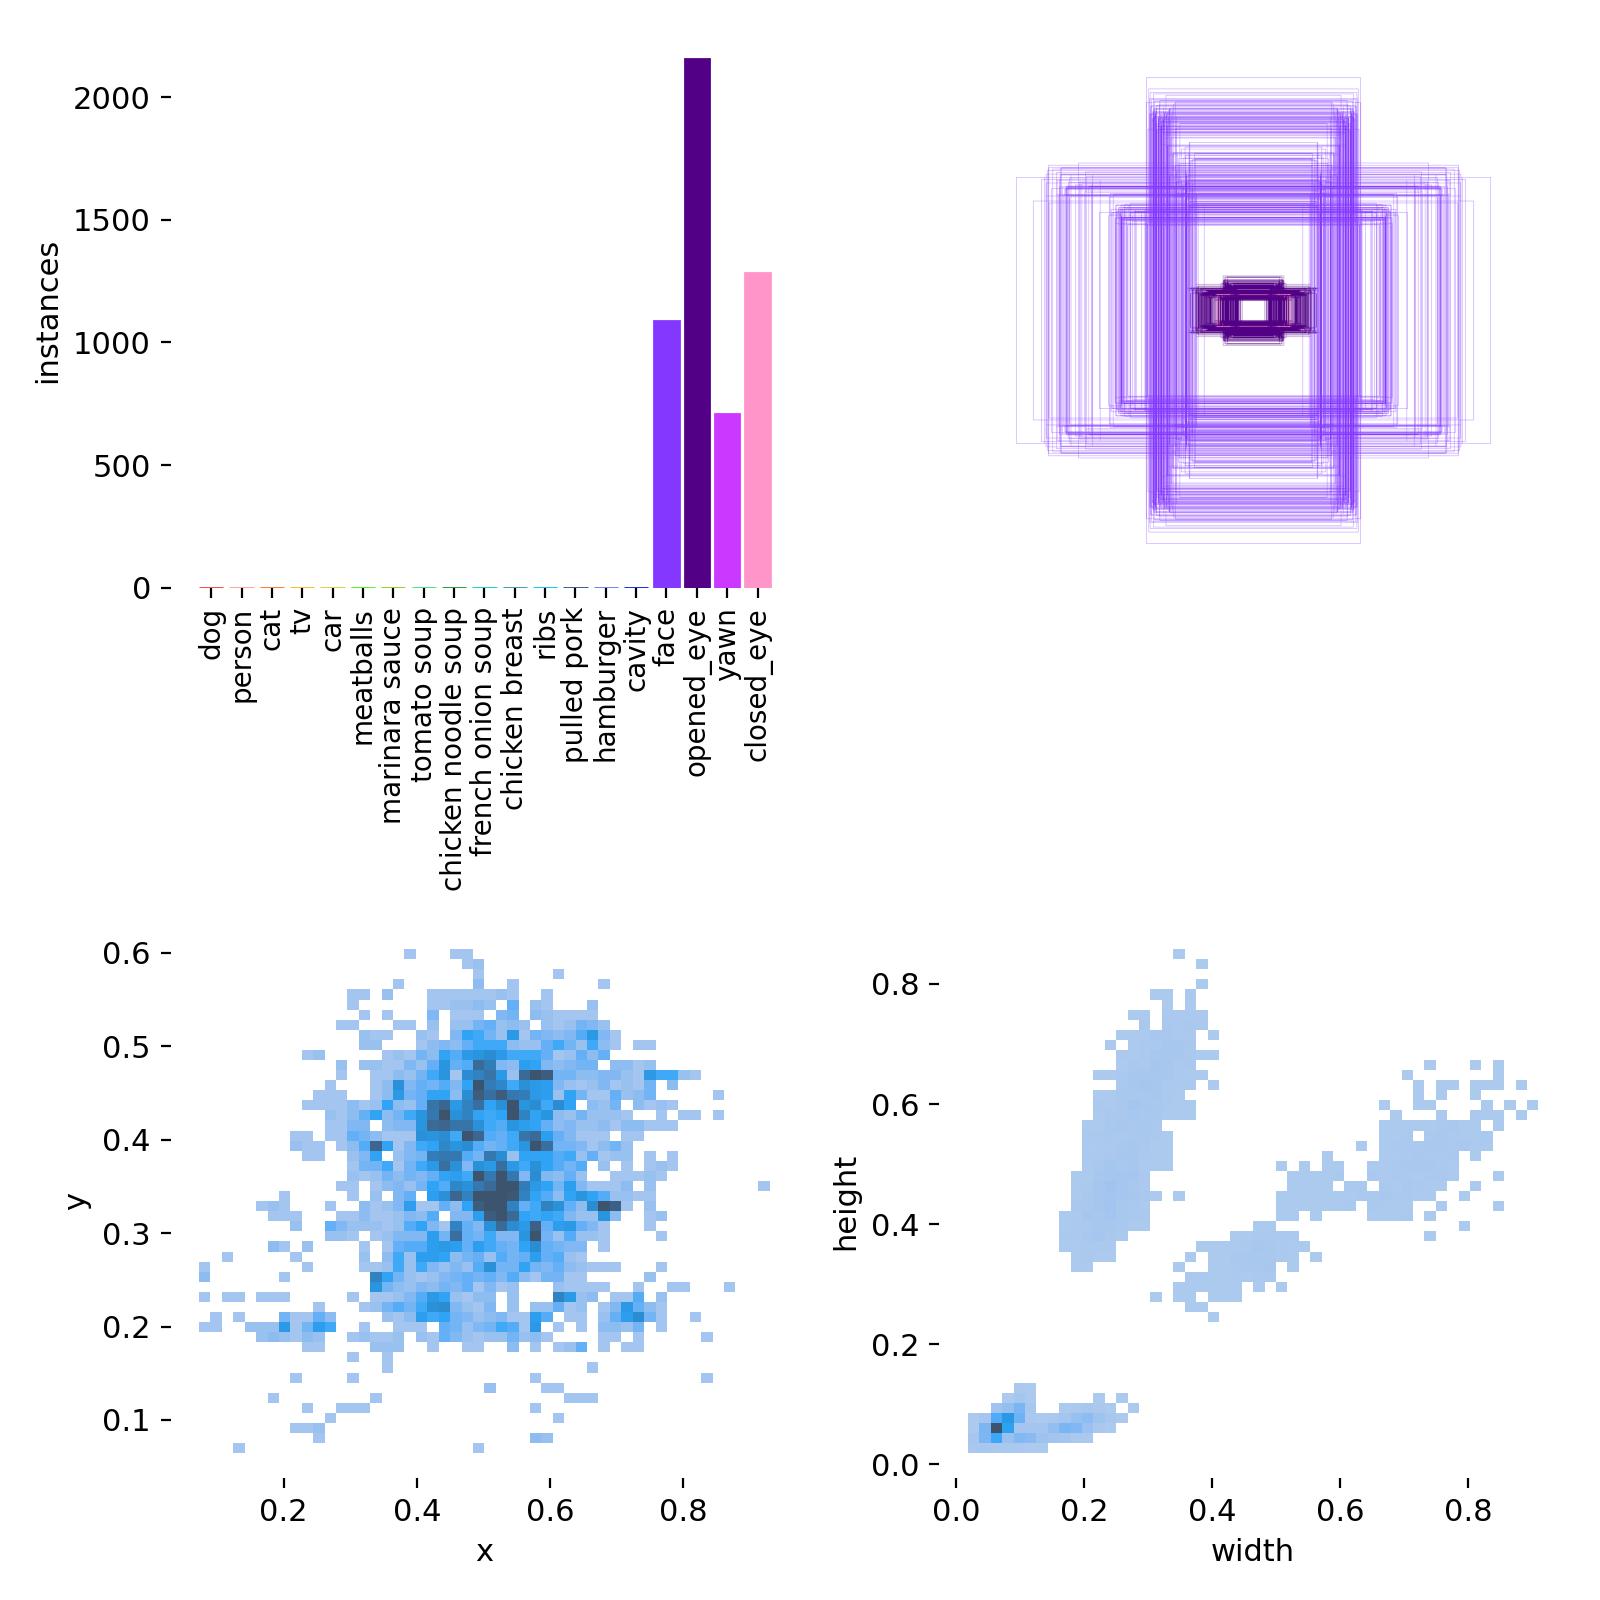 instances
2000
1500
1000
500
0
dog
person
cat
tv
car
meatballs
marinara sauce
tomato soup
chicken noodle soup
french onion soup
chicken breast
ribs
pulled pork
hamburger
cavity
face
opened_eye
yawn
closed_eye
y
0.6
0.5
0.4
0.3
0.2
0.1
0.2
0.4
0.6
0.8
x
height
0.8
0.6
0.4
0.2
0.0
0.0
0.2
0.4
0.6
0.8
width